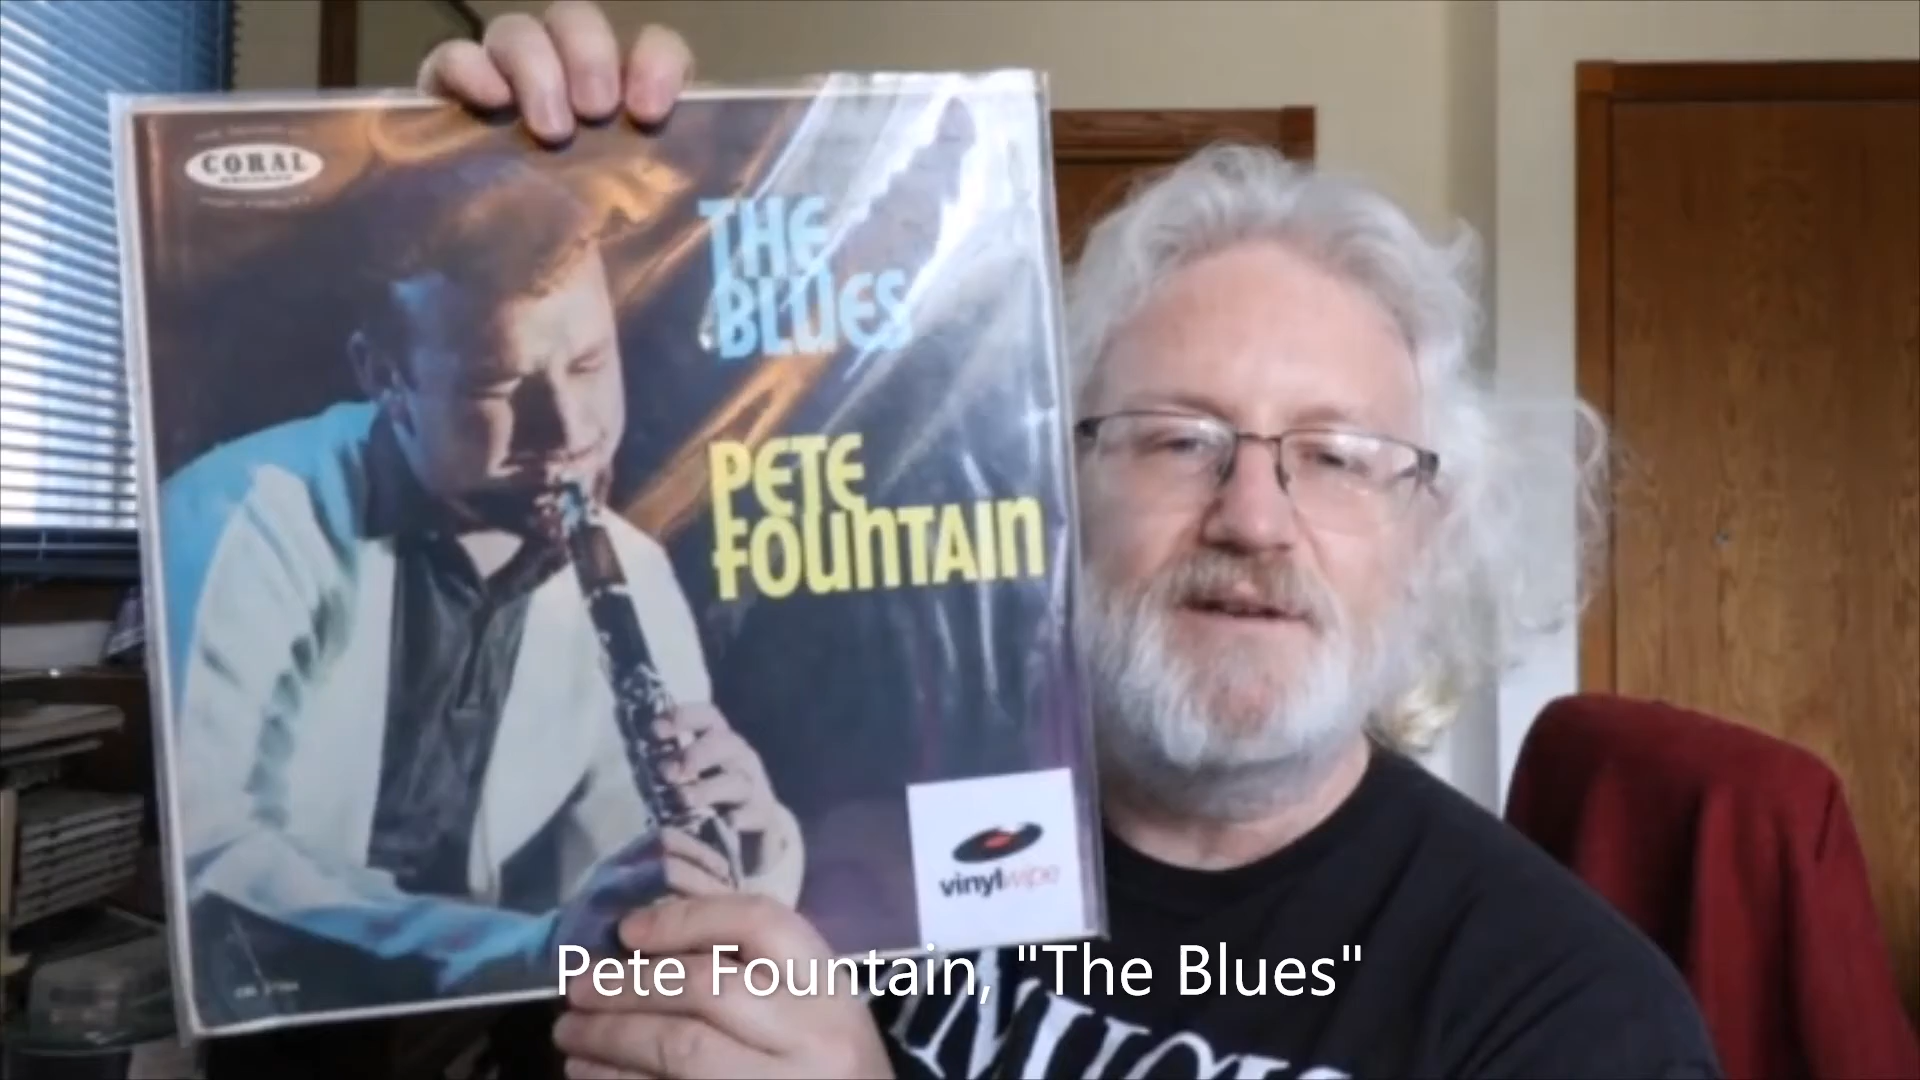 CORAL
THE
BLUES
PETE
FOUNTAIN
vinylwipe
Pete Fountain, "The Blues"